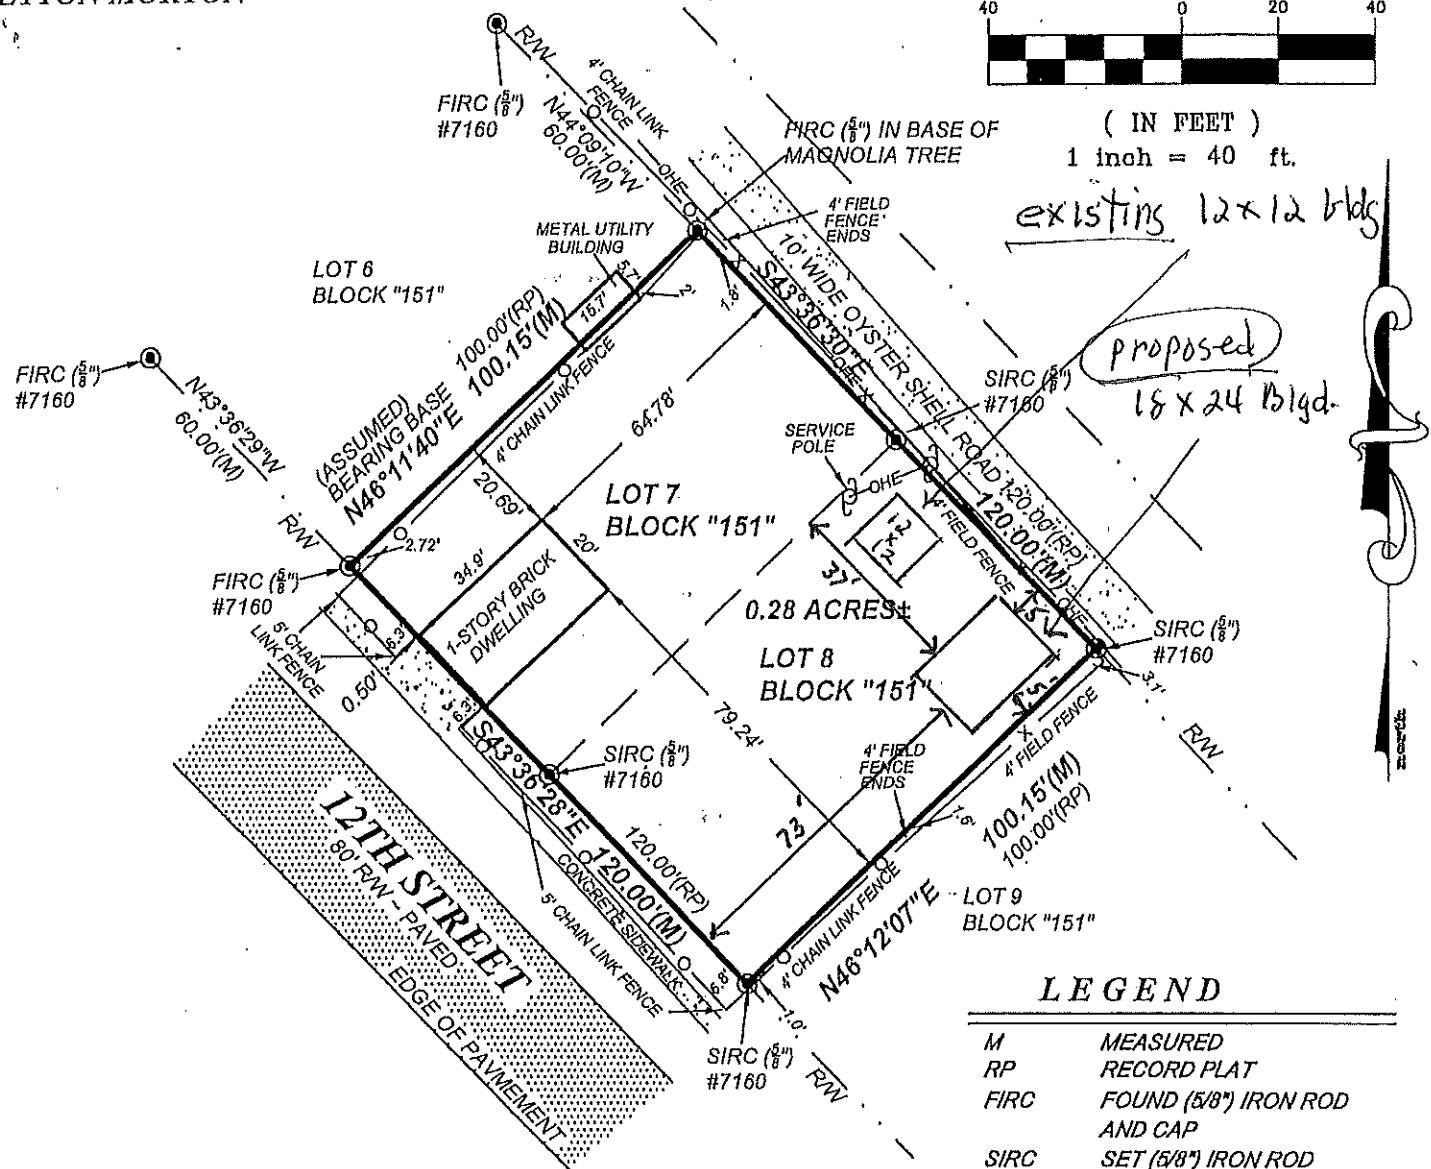 40 0 20 40
( IN FEET )
1 inch = 40 ft.
existing 12x12 bldg
proposed
18 x 24 Blgd.
FIRC (5/8")
#7160
R/W
4' CHAIN LINK
FENCE
N44°09'10"W
60.00'(M)
OHE
FIRC (5/8") IN BASE OF
MAGNOLIA TREE
4' FIELD
FENCE
ENDS
METAL UTILITY
BUILDING
5.7'
15.7'
2'
1.8'
LOT 6
BLOCK "151"
10' WIDE OYSTER SHELL ROAD
S43°36'30"E
120.00'(RP)
120.00'(M)
OHE
SIRC (5/8")
#7160
FIRC (5/8")
#7160
N43°36'29"W
60.00'(M)
(ASSUMED)
BEARING BASE
100.00'(RP)
N46°11'40"E 100.15'(M)
4' CHAIN LINK FENCE
64.78'
20.69'
SERVICE
POLE
OHE
4' FIELD FENCE
LOT 7
BLOCK "151"
12
x
12
R/W
2.72'
34.9'
20'
37'
0.28 ACRES±
15'
OHE
FIRC (5/8")
#7160
1-STORY BRICK
DWELLING
SIRC (5/8")
#7160
3.1'
5' CHAIN
LINK FENCE
6.3'
0.50'
LOT 8
BLOCK "151"
79.24'
4' FIELD FENCE
R/W
north
6.3'
S43°36'28"E
120.00'(RP)
120.00'(M)
SIRC (5/8")
#7160
4' FIELD
FENCE
ENDS
73'
1.6'
100.15'(M)
100.00'(RP)
N46°12'07"E
12TH STREET
80' R/W - PAVED
EDGE OF PAVMEMENT
CONCRETE SIDEWALK
5' CHAIN LINK FENCE
4' CHAIN LINK FENCE
LOT 9
BLOCK "151"
6.8'
1.0'
SIRC (5/8")
#7160
R/W
LEGEND
M MEASURED
RP RECORD PLAT
FIRC FOUND (5/8") IRON ROD
AND CAP
SIRC SET (5/8") IRON ROD